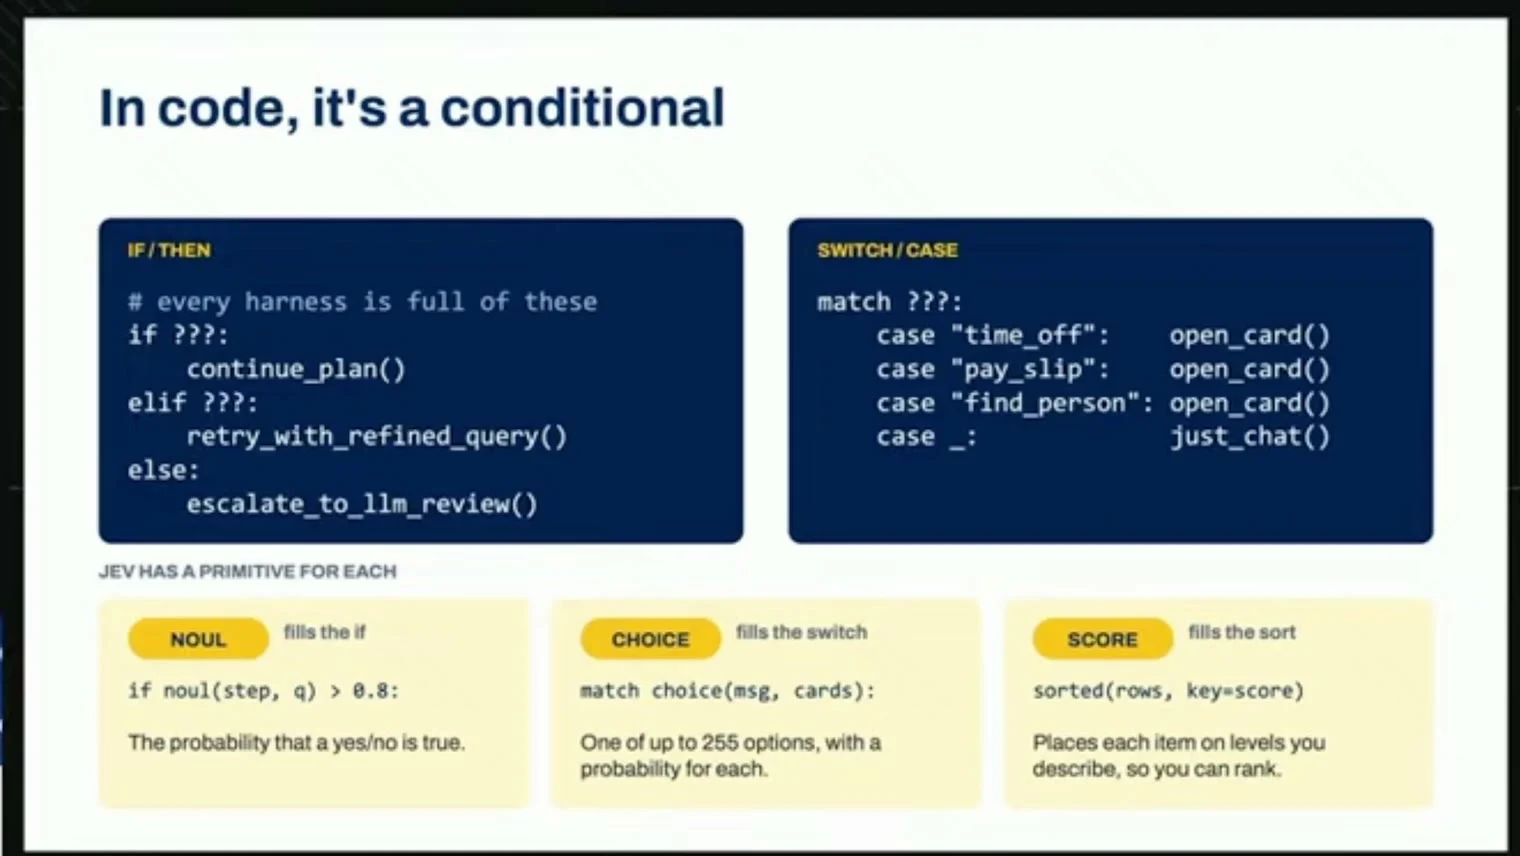 In code, it's a conditional
IF / THEN
# every harness is full of these
if ???:
    continue_plan()
elif ???:
    retry_with_refined_query()
else:
    escalate_to_llm_review()
SWITCH / CASE
match ???:
    case "time_off":    open_card()
    case "pay_slip":    open_card()
    case "find_person": open_card()
    case _:             just_chat()
JEV HAS A PRIMITIVE FOR EACH
NOUL fills the if
if noul(step, q) > 0.8:
The probability that a yes/no is true.
CHOICE fills the switch
match choice(msg, cards):
One of up to 255 options, with a
probability for each.
SCORE fills the sort
sorted(rows, key=score)
Places each item on levels you
describe, so you can rank.